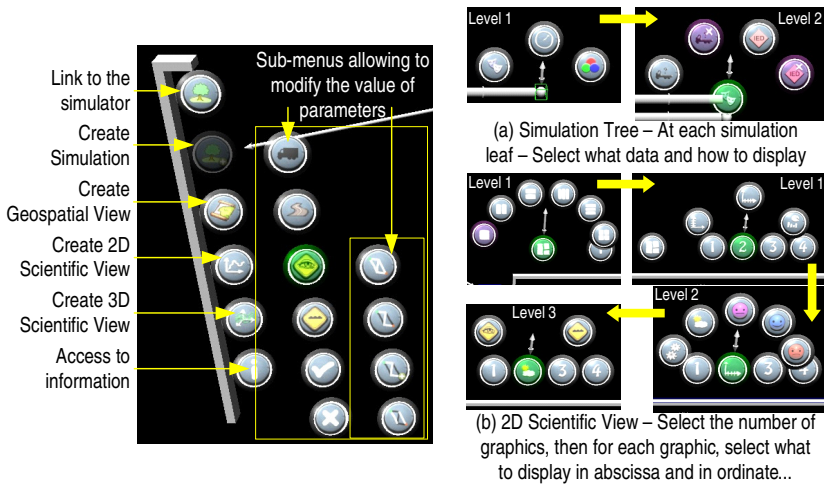 Link to the
simulator
Create
Simulation
Create
Geospatial View
Create 2D
Scientific View
Create 3D
Scientific View
Access to
information
Sub-menus allowing to
modify the value of
parameters
Level 1
Level 2
IED
IED
(a) Simulation Tree – At each simulation
leaf – Select what data and how to display
Level 1
Level 1
1 2 3 4
Level 2
1 3 4
Level 3
1 3 4
(b) 2D Scientific View – Select the number of
graphics, then for each graphic, select what
to display in abscissa and in ordinate...